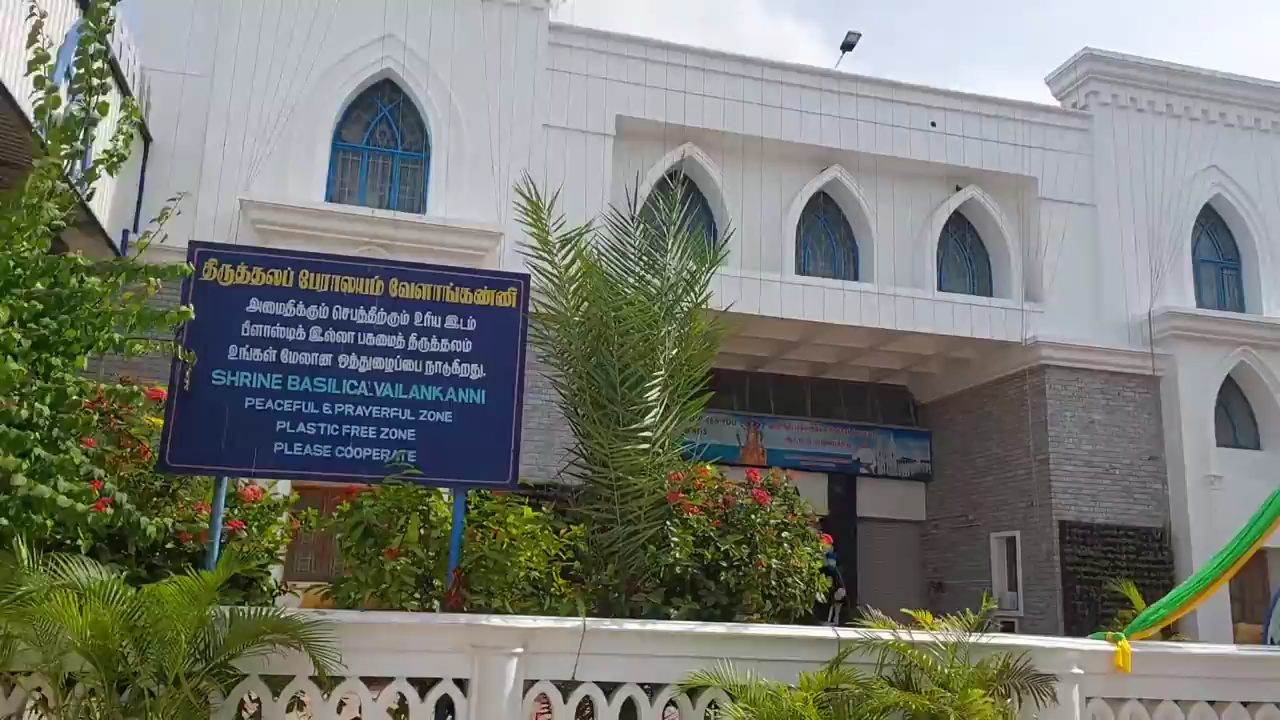 திருத்தலப் பேராலயம் வேளாங்கண்ணி
அமைதிக்கும் செபத்திற்கும் உரிய இடம்
பிளாஸ்டிக் இல்லா பசுமைத் திருத்தலம்
உங்கள் மேலான ஒத்துழைப்பை நாடுகிறது.
SHRINE BASILICA, VAILANKANNI
PEACEFUL & PRAYERFUL ZONE
PLASTIC FREE ZONE
PLEASE COOPERATE